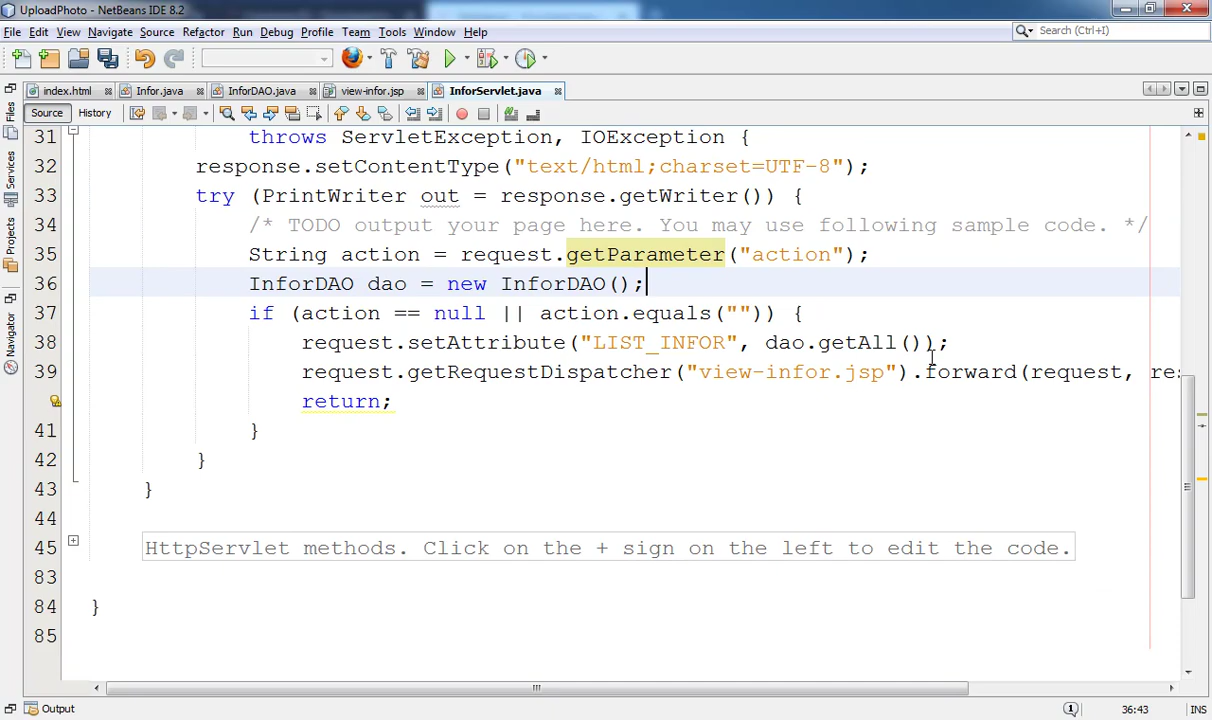 UploadPhoto - NetBeans IDE 8.2
File Edit View Navigate Source Refactor Run Debug Profile Team Tools Window Help
Search (Ctrl+I)
index.html Infor.java InforDAO.java view-infor.jsp InforServlet.java
Source History
Files
Services
Projects
Navigator
31 throws ServletException, IOException {
32 response.setContentType("text/html;charset=UTF-8");
33 try (PrintWriter out = response.getWriter()) {
34 /* TODO output your page here. You may use following sample code. */
35 String action = request.getParameter("action");
36 InforDAO dao = new InforDAO();
37 if (action == null || action.equals("")) {
38 request.setAttribute("LIST_INFOR", dao.getAll());
39 request.getRequestDispatcher("view-infor.jsp").forward(request, res
return;
41 }
42 }
43 }
44
45 HttpServlet methods. Click on the + sign on the left to edit the code.
83
84 }
85
Output
36:43 INS